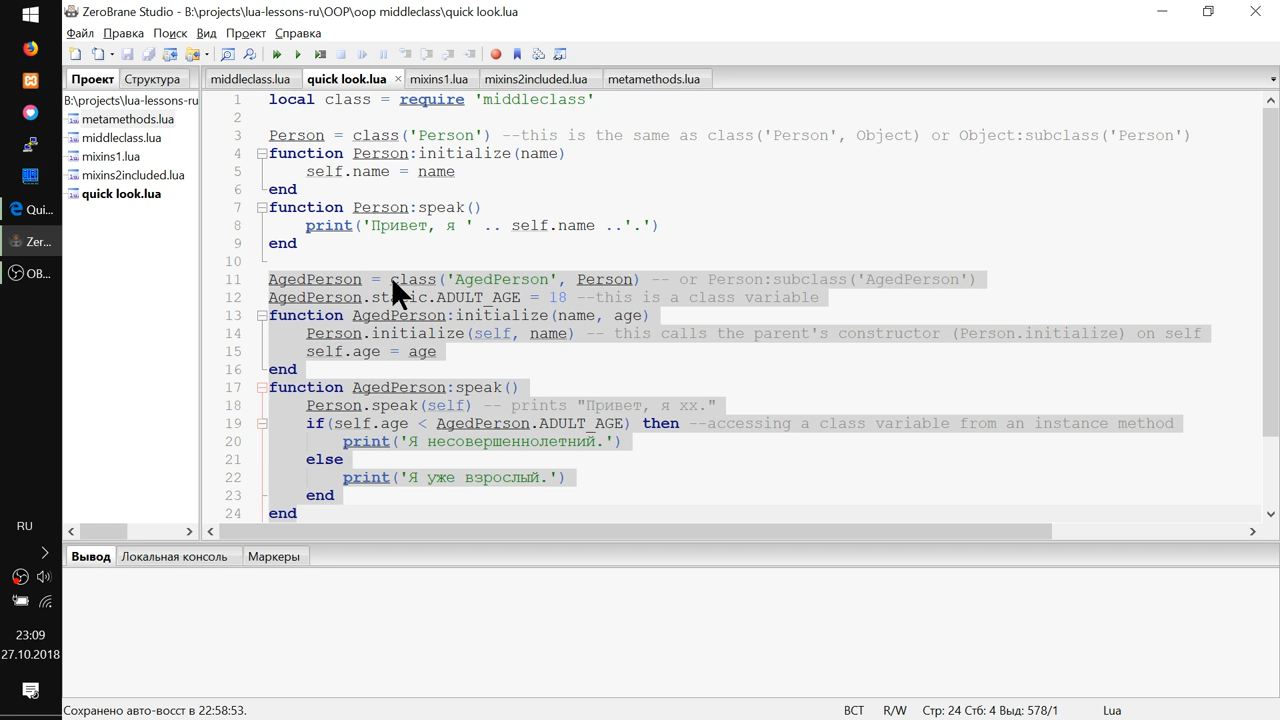 ZeroBrane Studio - B:\projects\lua-lessons-ru\OOP\oop middleclass\quick look.lua
Файл Правка Поиск Вид Проект Справка
Проект Структура
middleclass.lua quick look.lua mixins1.lua mixins2included.lua metamethods.lua
B:\projects\lua-lessons-ru
metamethods.lua
middleclass.lua
mixins1.lua
mixins2included.lua
quick look.lua
Qui...
Zer...
OB...
RU
23:09
27.10.2018
1 local class = require 'middleclass'
2
3 Person = class('Person') --this is the same as class('Person', Object) or Object:subclass('Person')
4 function Person:initialize(name)
5 self.name = name
6 end
7 function Person:speak()
8 print('Привет, я ' .. self.name ..'.')
9 end
10
11 AgedPerson = class('AgedPerson', Person) -- or Person:subclass('AgedPerson')
12 AgedPerson.static.ADULT_AGE = 18 --this is a class variable
13 function AgedPerson:initialize(name, age)
14 Person.initialize(self, name) -- this calls the parent's constructor (Person.initialize) on self
15 self.age = age
16 end
17 function AgedPerson:speak()
18 Person.speak(self) -- prints "Привет, я xx."
19 if(self.age < AgedPerson.ADULT_AGE) then --accessing a class variable from an instance method
20 print('Я несовершеннолетний.')
21 else
22 print('Я уже взрослый.')
23 end
24 end
Вывод Локальная консоль Маркеры
Сохранено авто-восст в 22:58:53.
ВСТ R/W Стр: 24 Стб: 4 Выд: 578/1 Lua